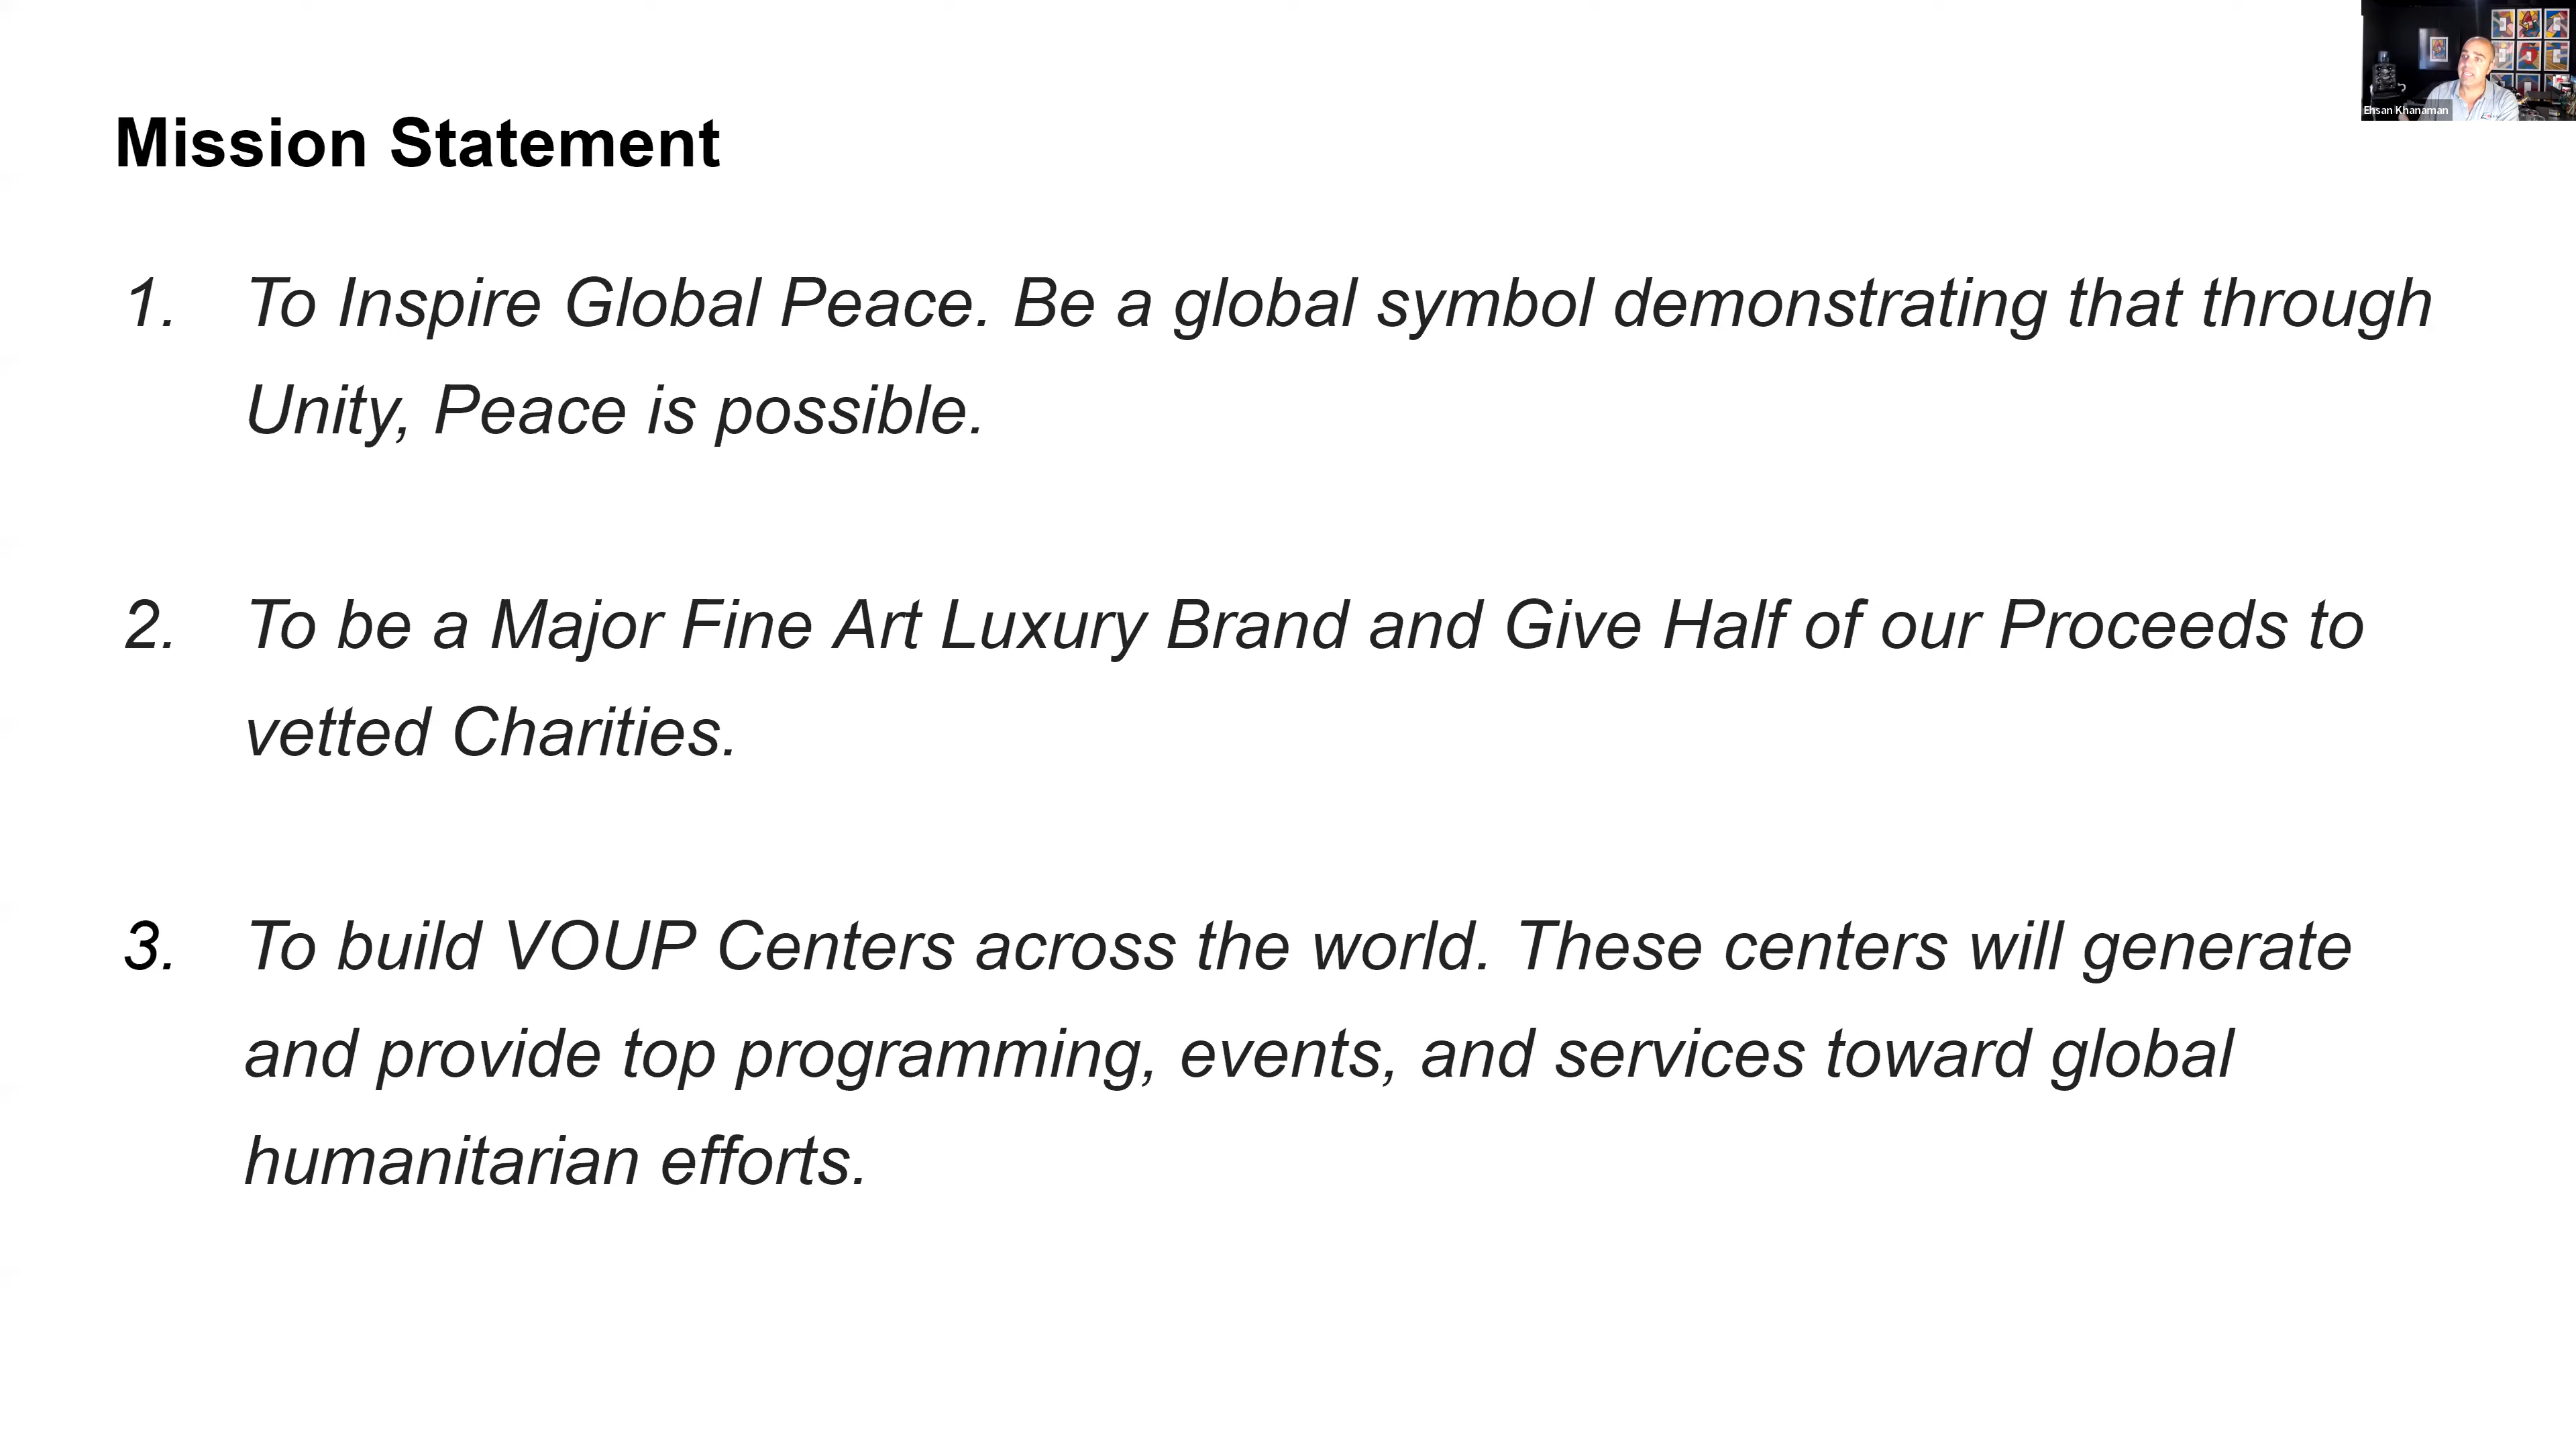 Ehsan Khanaman
Mission Statement
1. To Inspire Global Peace. Be a global symbol demonstrating that through
Unity, Peace is possible.
2. To be a Major Fine Art Luxury Brand and Give Half of our Proceeds to
vetted Charities.
3. To build VOUP Centers across the world. These centers will generate
and provide top programming, events, and services toward global
humanitarian efforts.